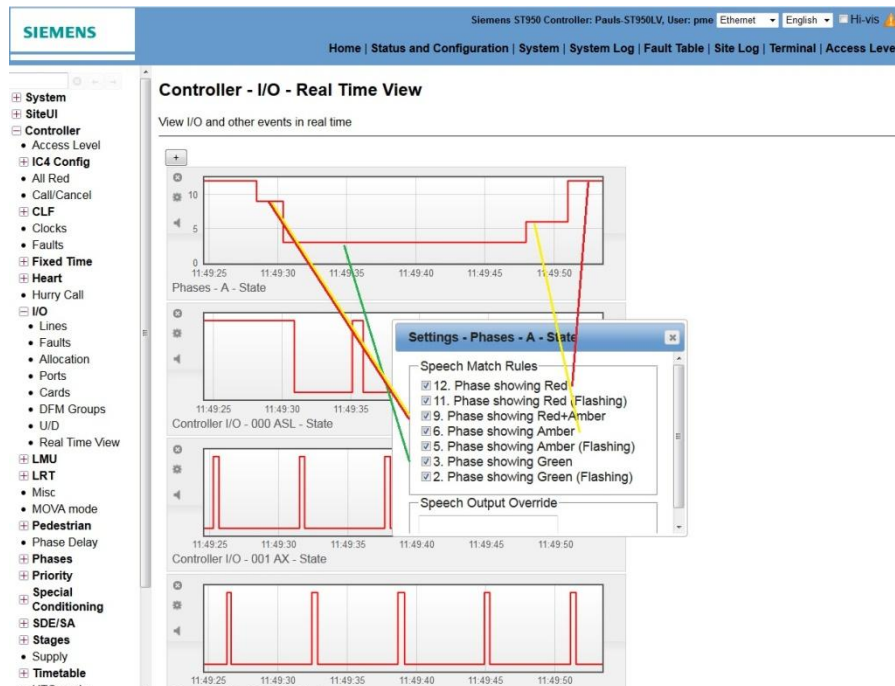 SIEMENS
Siemens ST950 Controller: Pauls-ST950LV, User: pme Ethernet English Hi-vis
Home | Status and Configuration | System | System Log | Fault Table | Site Log | Terminal | Access Leve
System
SiteUI
Controller
Access Level
IC4 Config
All Red
Call/Cancel
CLF
Clocks
Faults
Fixed Time
Heart
Hurry Call
I/O
Lines
Faults
Allocation
Ports
Cards
DFM Groups
U/D
Real Time View
LMU
LRT
Misc
MOVA mode
Pedestrian
Phase Delay
Phases
Priority
Special
Conditioning
SDE/SA
Stages
Supply
Timetable
Controller - I/O - Real Time View
View I/O and other events in real time
+
10
5
0
11:49:25 11:49:30 11:49:35 11:49:40 11:49:45 11:49:50
Phases - A - State
11:49:25 11:49:30 11:49:35
Controller I/O - 000 ASL - State
11:49:25 11:49:30 11:49:35 11:49:40 11:49:45 11:49:50
Controller I/O - 001 AX - State
11:49:25 11:49:30 11:49:35 11:49:40 11:49:45 11:49:50
Settings - Phases - A - State
Speech Match Rules
12. Phase showing Red
11. Phase showing Red (Flashing)
9. Phase showing Red+Amber
6. Phase showing Amber
5. Phase showing Amber (Flashing)
3. Phase showing Green
2. Phase showing Green (Flashing)
Speech Output Override